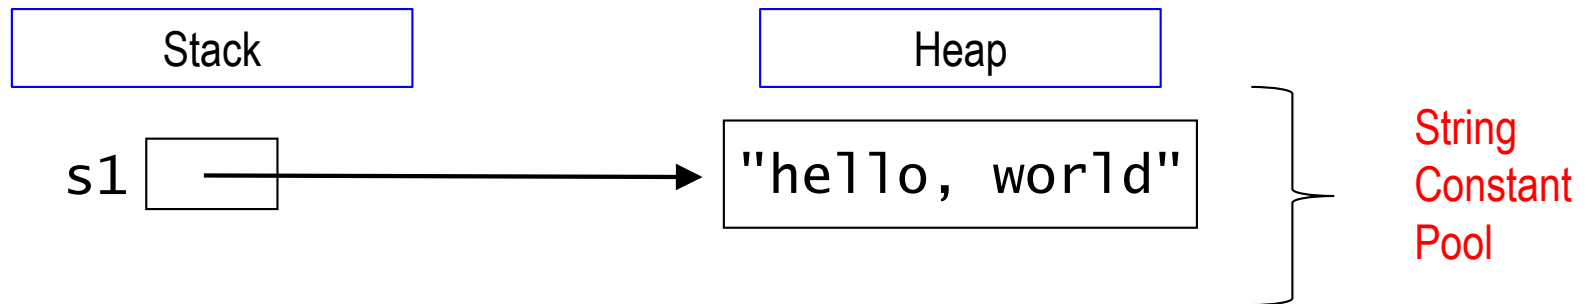 Stack
Heap
s1
"hello, world"
String
Constant
Pool